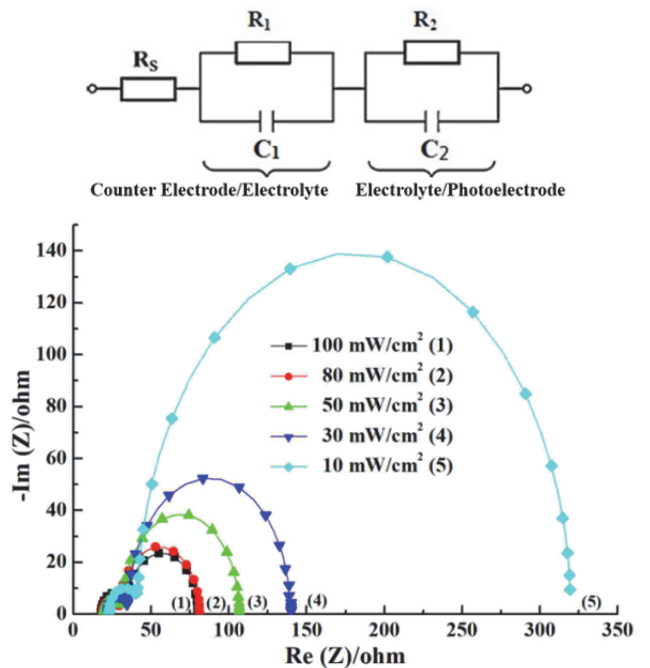 R₁ R₂
Rₛ
C₁ C₂
Counter Electrode/Electrolyte Electrolyte/Photoelectrode
140
120
100
80
60
40
20
0
100 mW/cm² (1)
80 mW/cm² (2)
50 mW/cm² (3)
30 mW/cm² (4)
10 mW/cm² (5)
(1) (2) (3) (4) (5)
0 50 100 150 200 250 300 350
-Im (Z)/ohm
Re (Z)/ohm